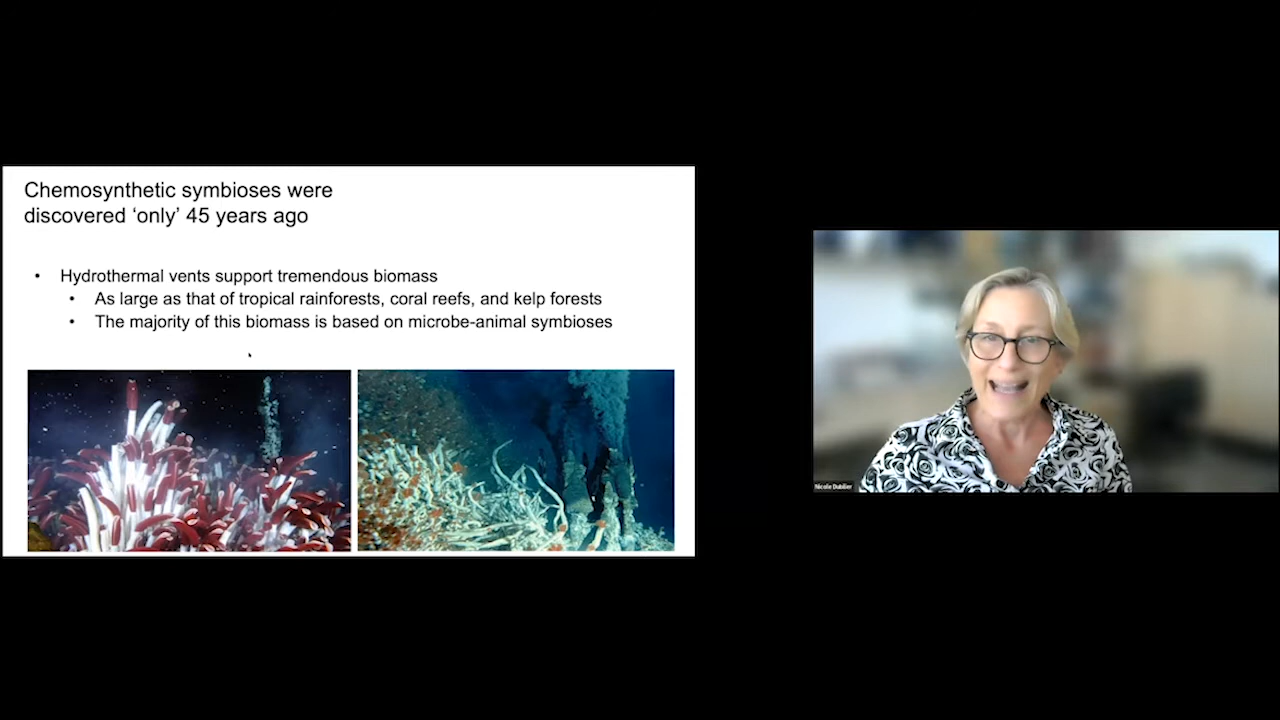 Chemosynthetic symbioses were
discovered ‘only’ 45 years ago
• Hydrothermal vents support tremendous biomass
• As large as that of tropical rainforests, coral reefs, and kelp forests
• The majority of this biomass is based on microbe-animal symbioses
Nicole Dubilier